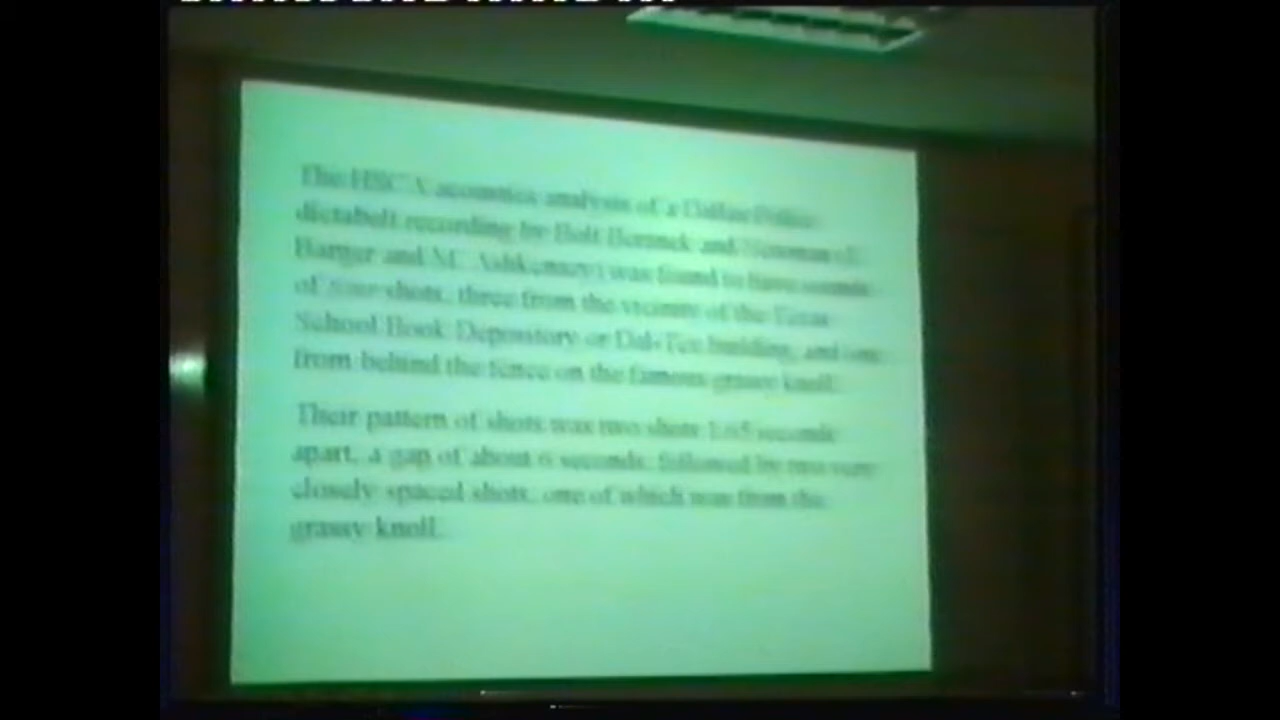 The HSCA acoustics analysis of a Dallas Police
dictabelt recording by Bolt Beranek and Newman
Barger and M. Ashkenazy) was found to have sounds
of four shots, three from the vicinity of the Texas
School Book Depository or Dal-Tex building, and one
from behind the fence on the famous grassy knoll.
Their pattern of shots was two shots 1.65 seconds
apart, a gap of about 6 seconds, followed by two very
closely spaced shots, one of which was from the
grassy knoll.